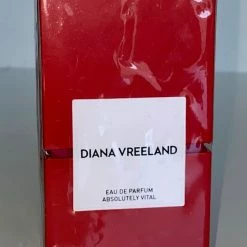 DIANA VREELAND
EAU DE PARFUM
ABSOLUTELY VITAL